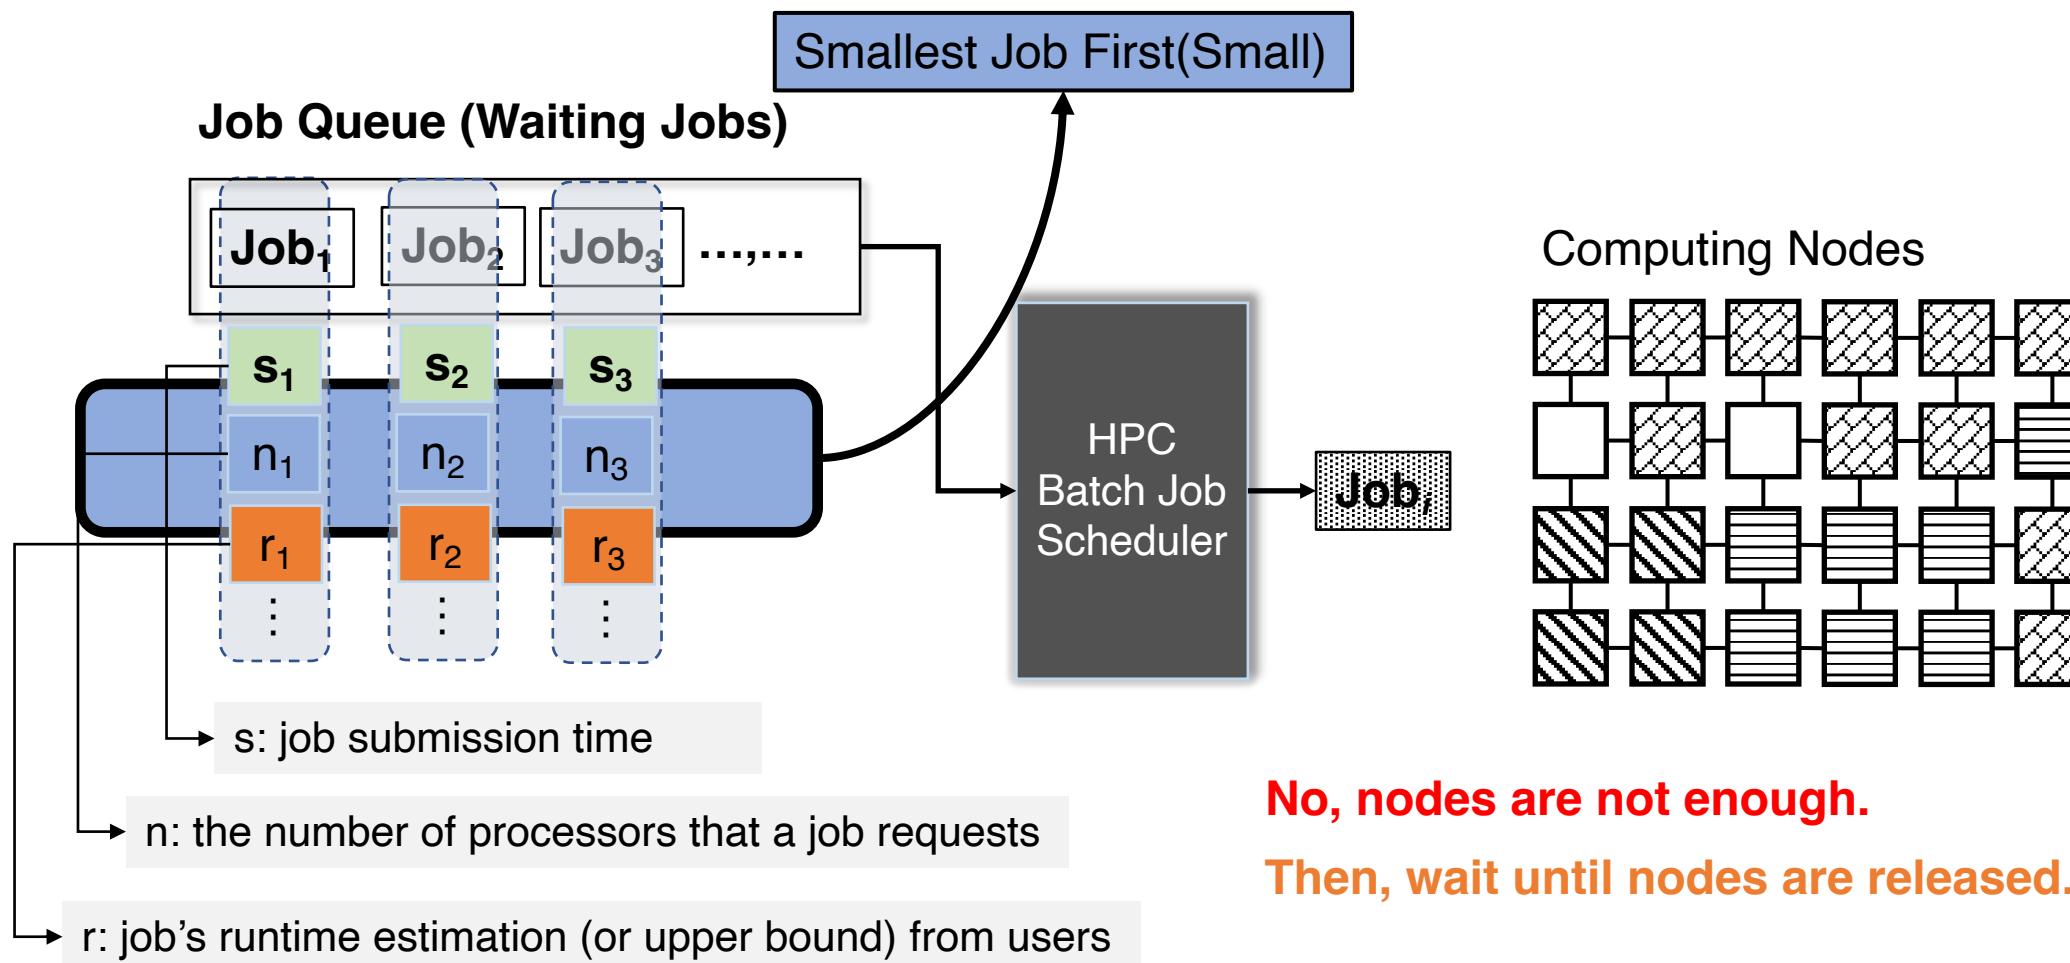 Smallest Job First(Small)
Job Queue (Waiting Jobs)
Job₁ Job₂ Job₃ ...,...
Computing Nodes
s₁ s₂ s₃
n₁ n₂ n₃
r₁ r₂ r₃
⋮ ⋮ ⋮
HPC
Batch Job
Scheduler
Jobᵢ
s: job submission time
n: the number of processors that a job requests
r: job’s runtime estimation (or upper bound) from users
No, nodes are not enough.
Then, wait until nodes are released.